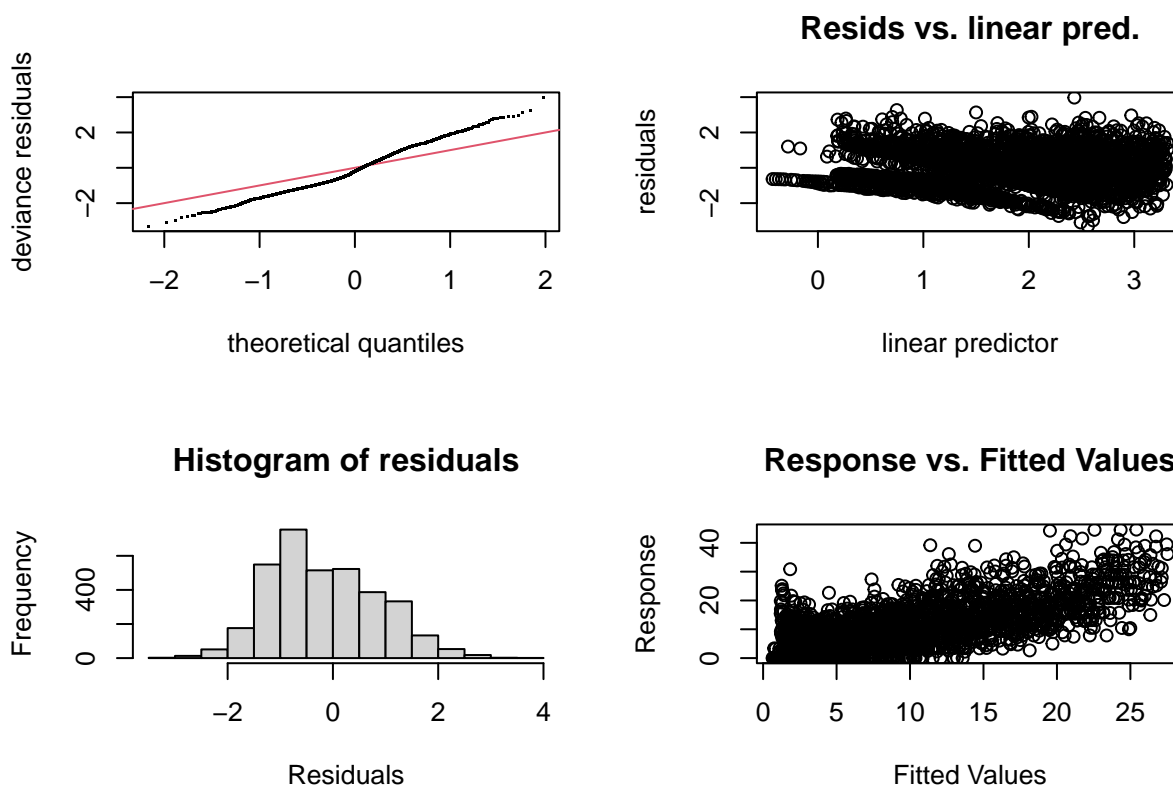 deviance residuals
2
−2
−2
−1
0
1
2
theoretical quantiles
Resids vs. linear pred.
residuals
2
−2
0
1
2
3
linear predictor
Histogram of residuals
Frequency
400
0
−2
0
2
4
Residuals
Response vs. Fitted Values
Response
40
20
0
0
5
10
15
20
25
Fitted Values